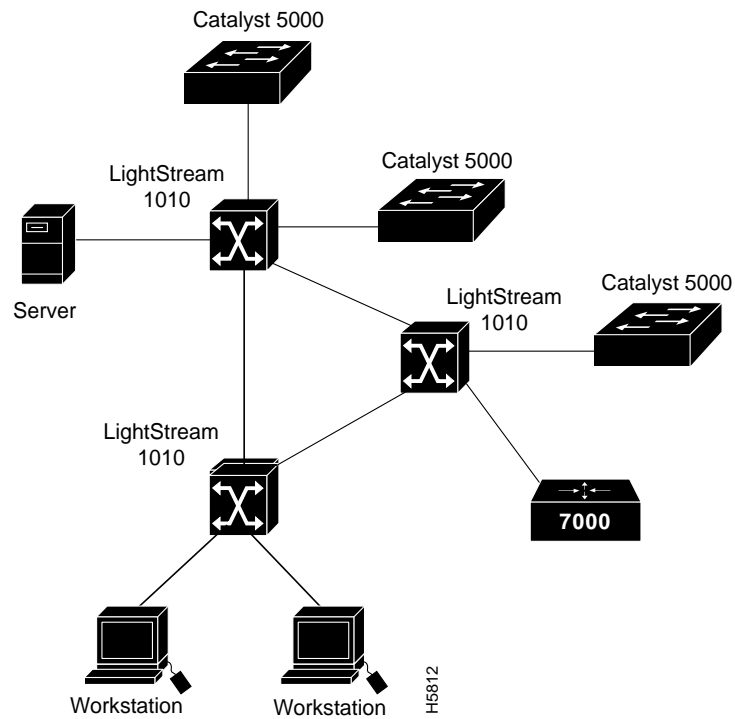 Catalyst 5000
Catalyst 5000
LightStream
1010
Server
Catalyst 5000
LightStream
1010
LightStream
1010
7000
Workstation
Workstation
H5812